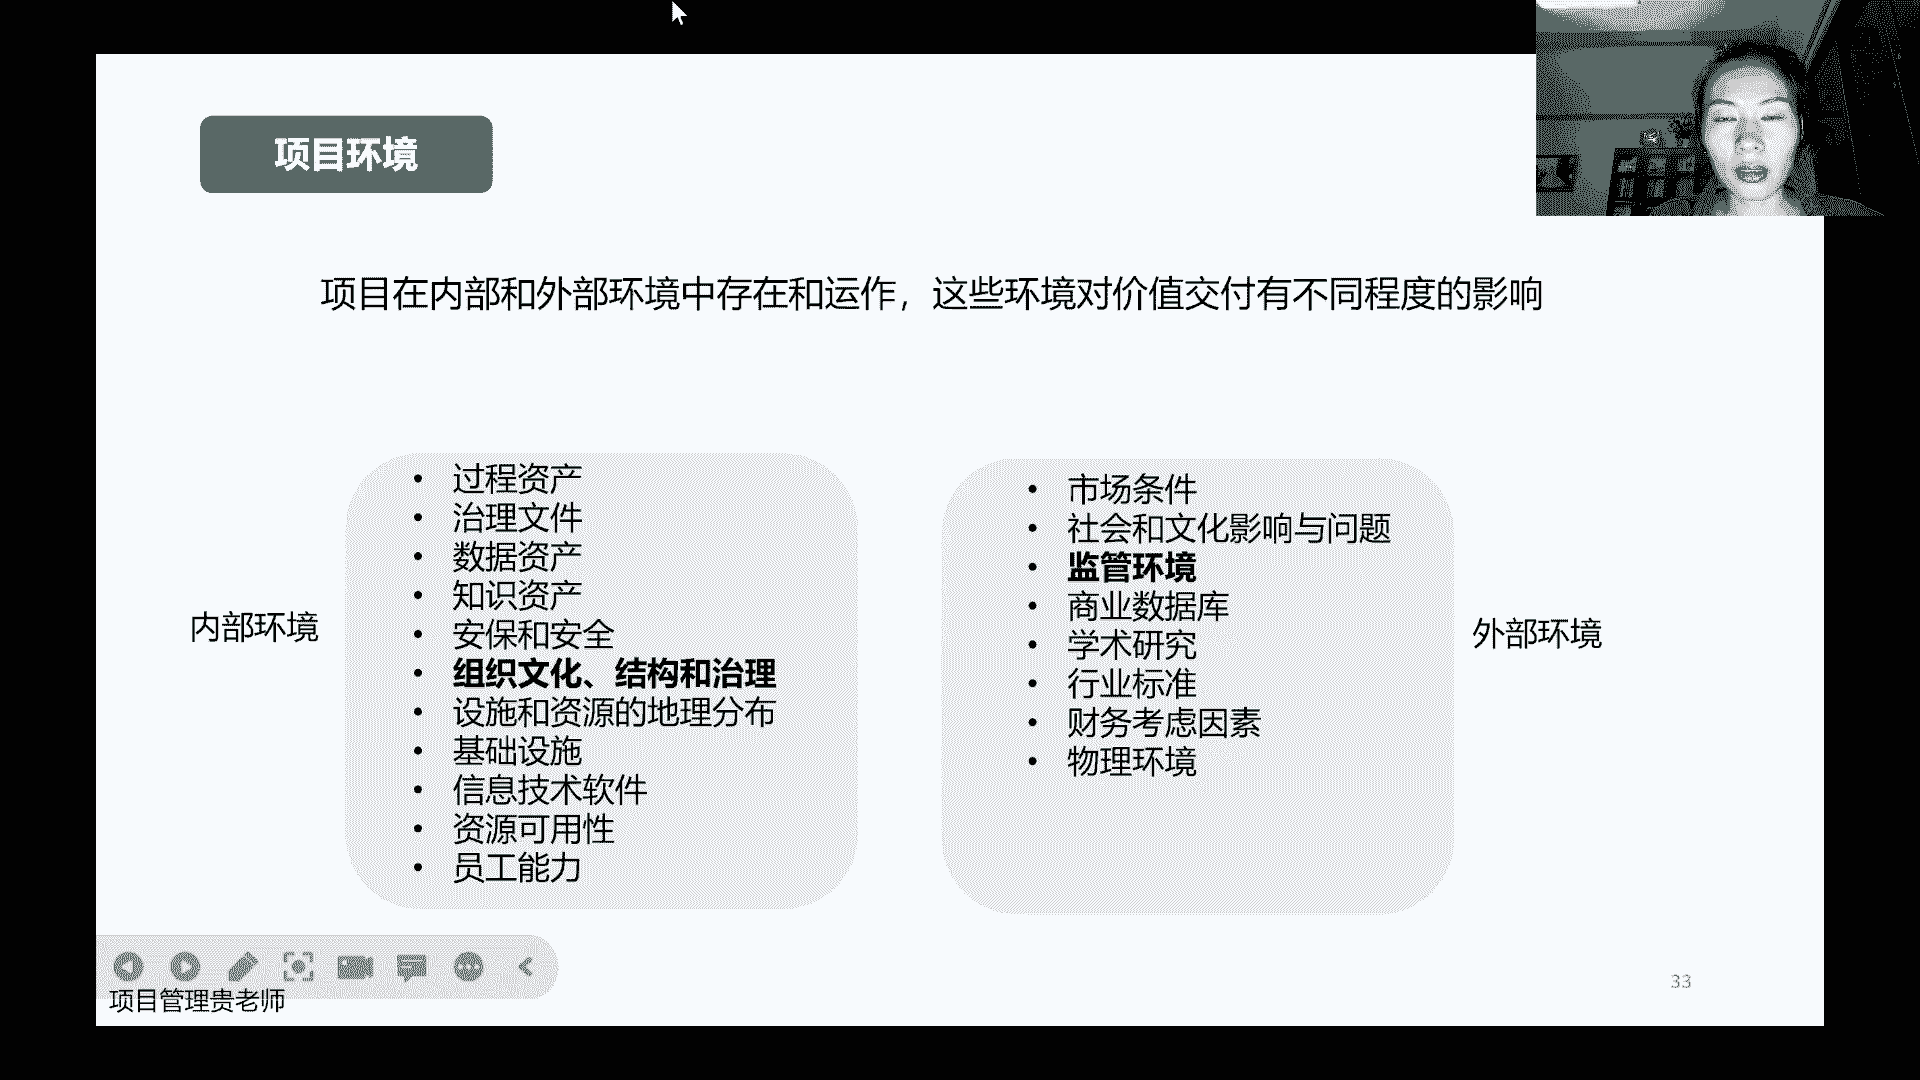 项目环境
项目在内部和外部环境中存在和运作，这些环境对价值交付有不同程度的影响
内部环境
• 过程资产
• 治理文件
• 数据资产
• 知识资产
• 安保和安全
• 组织文化、结构和治理
• 设施和资源的地理分布
• 基础设施
• 信息技术软件
• 资源可用性
• 员工能力
• 市场条件
• 社会和文化影响与问题
• 监管环境
• 商业数据库
• 学术研究
• 行业标准
• 财务考虑因素
• 物理环境
外部环境
项目管理贵老师
33